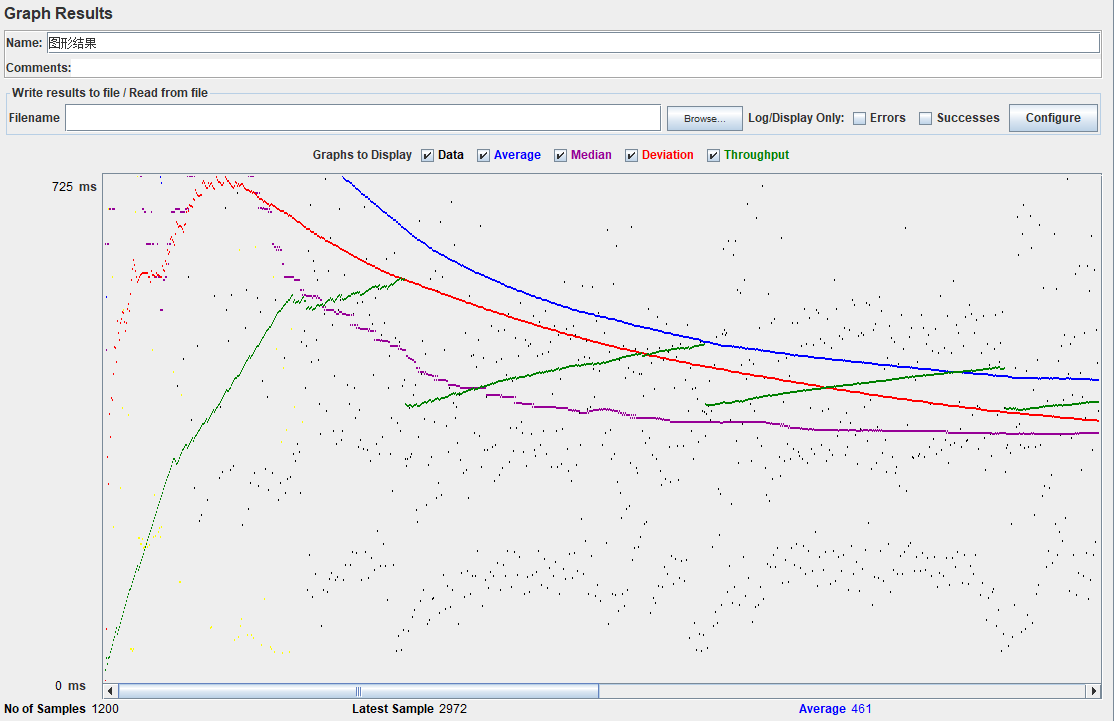 Graph Results
Name: 图形结果
Comments:
Write results to file / Read from file
Filename Browse... Log/Display Only: Errors Successes Configure
Graphs to Display Data Average Median Deviation Throughput
725 ms
0 ms
No of Samples 1200 Latest Sample 2972 Average 461